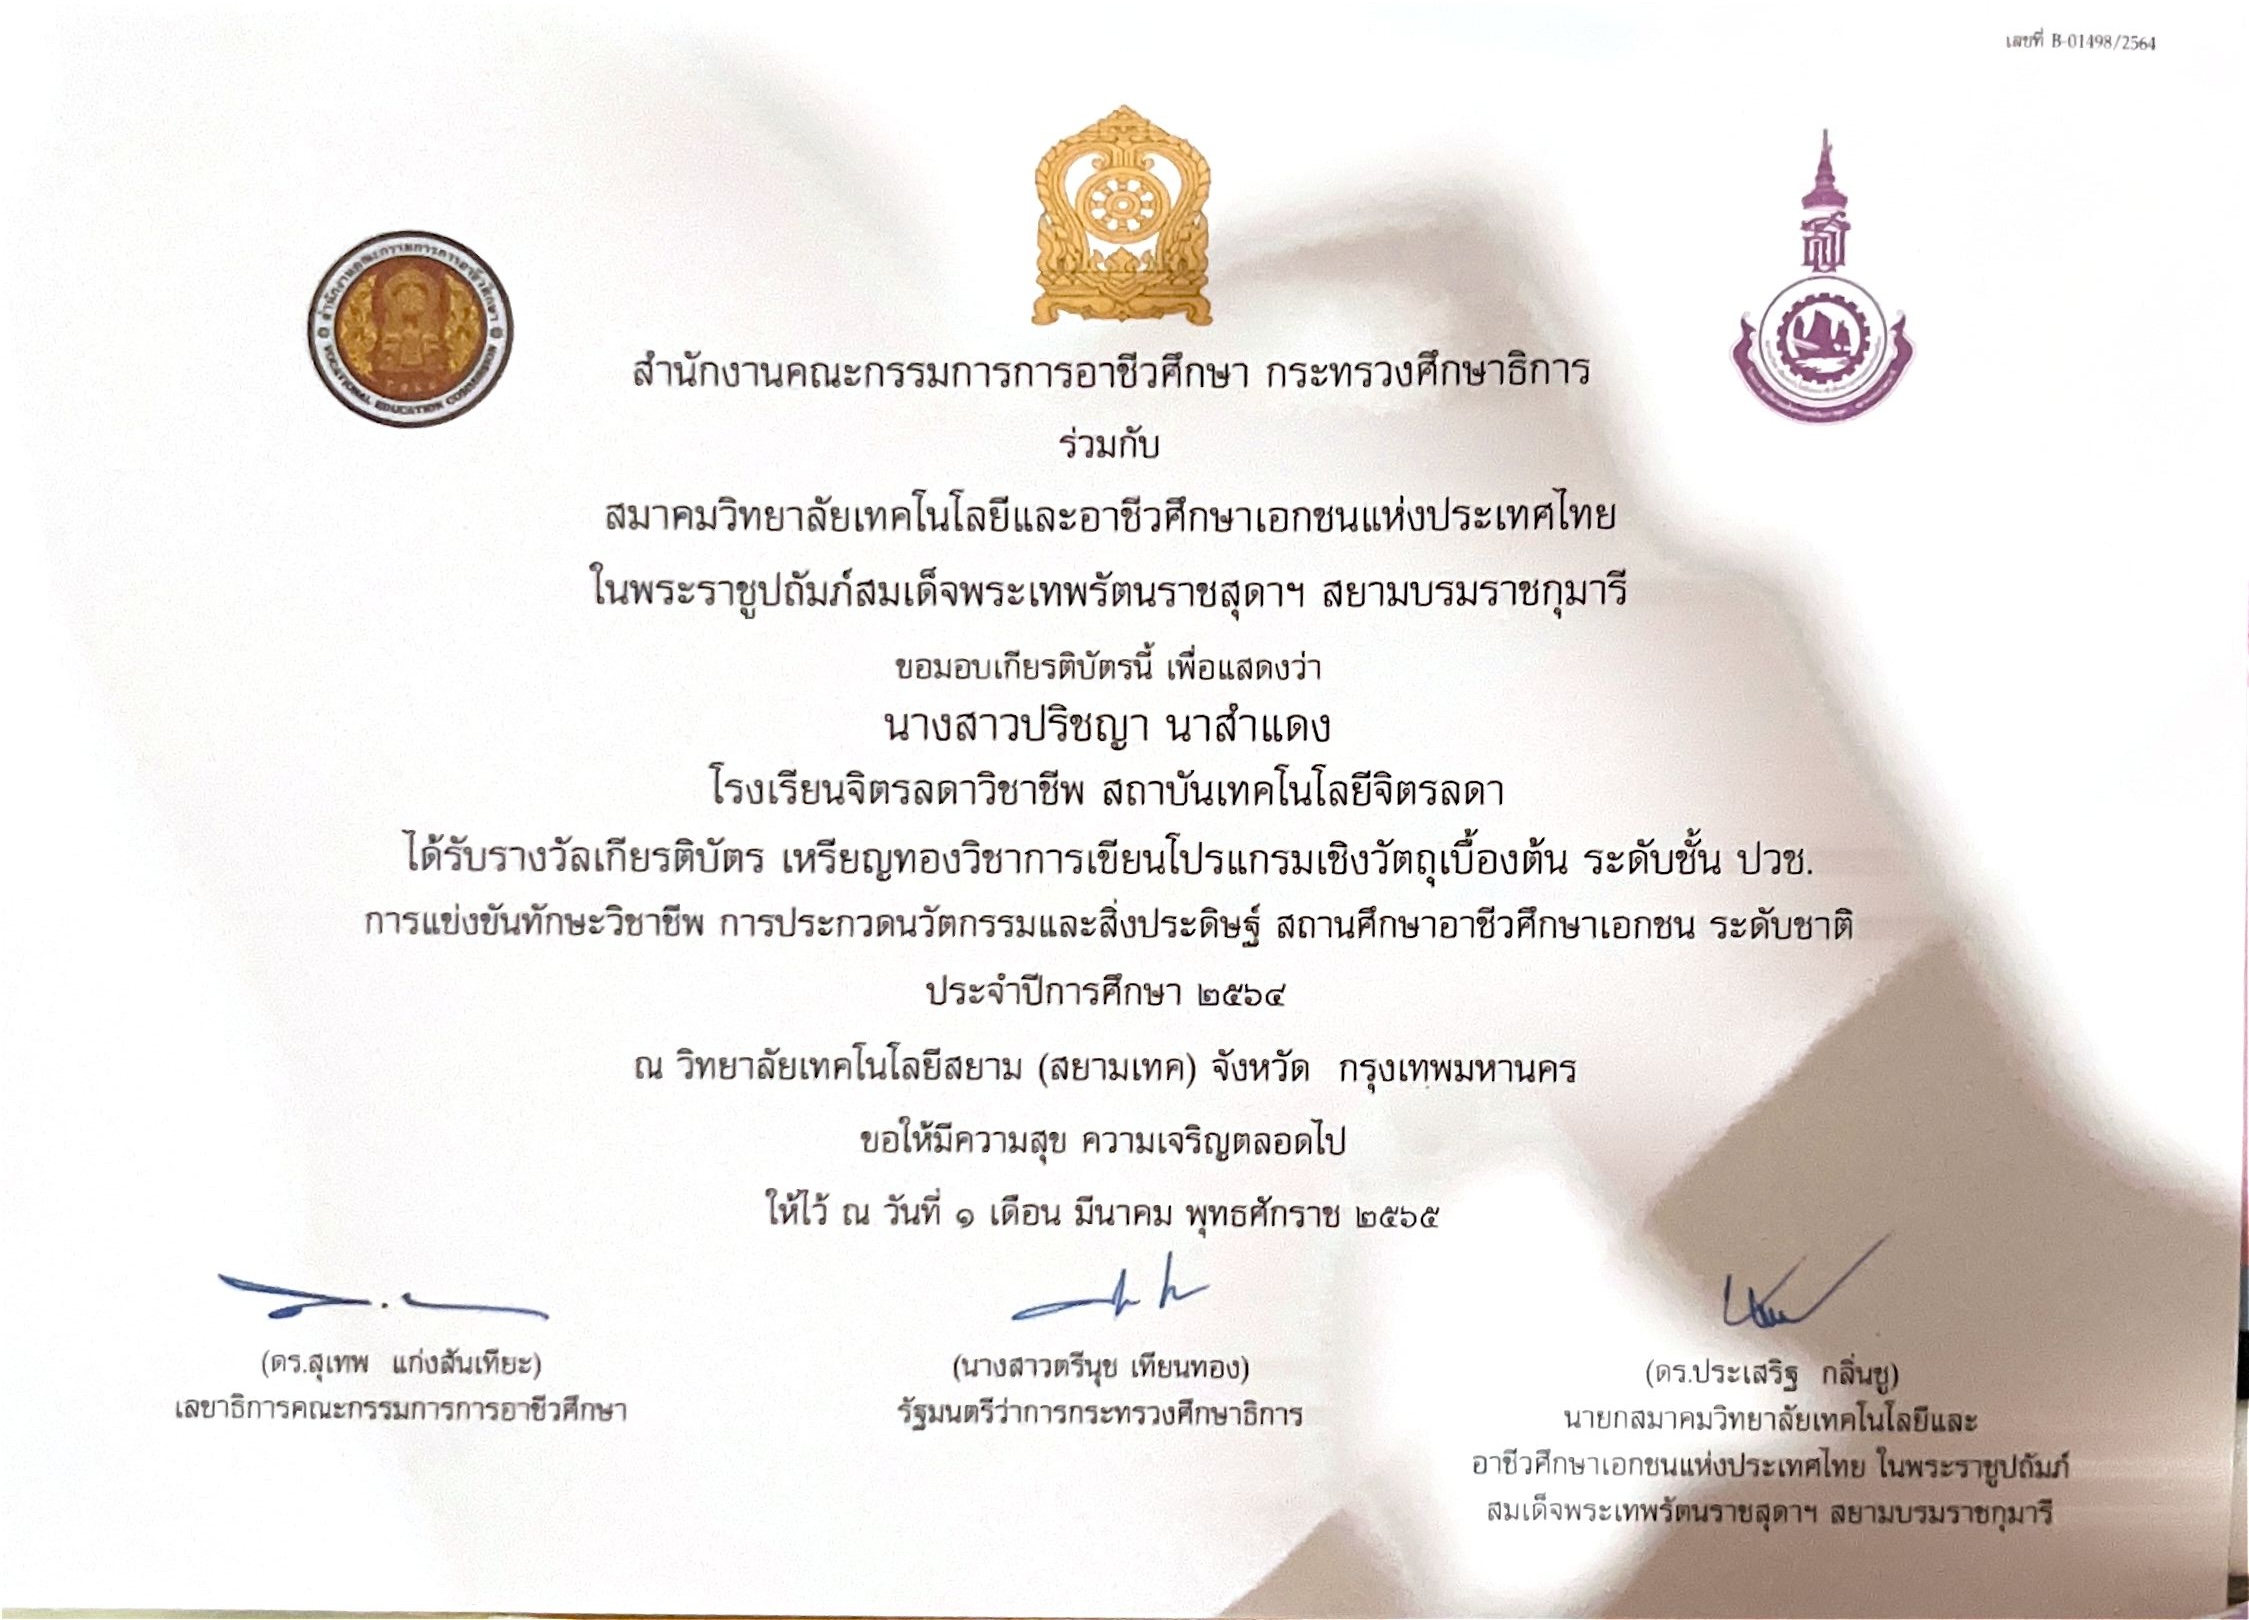 เลขที่ B-01498/2564
สำนักงานคณะกรรมการการอาชีวศึกษา
VOCATIONAL EDUCATION COMMISSION
สำนักงานคณะกรรมการการอาชีวศึกษา กระทรวงศึกษาธิการ
ร่วมกับ
สมาคมวิทยาลัยเทคโนโลยีและอาชีวศึกษาเอกชนแห่งประเทศไทย
ในพระราชูปถัมภ์สมเด็จพระเทพรัตนราชสุดาฯ สยามบรมราชกุมารี
ขอมอบเกียรติบัตรนี้ เพื่อแสดงว่า
นางสาวปริชญา นาสำแดง
โรงเรียนจิตรลดาวิชาชีพ สถาบันเทคโนโลยีจิตรลดา
ได้รับรางวัลเกียรติบัตร เหรียญทองวิชาการเขียนโปรแกรมเชิงวัตถุเบื้องต้น ระดับชั้น ปวช.
การแข่งขันทักษะวิชาชีพ การประกวดนวัตกรรมและสิ่งประดิษฐ์ สถานศึกษาอาชีวศึกษาเอกชน ระดับชาติ
ประจำปีการศึกษา ๒๕๖๔
ณ วิทยาลัยเทคโนโลยีสยาม (สยามเทค) จังหวัด กรุงเทพมหานคร
ขอให้มีความสุข ความเจริญตลอดไป
ให้ไว้ ณ วันที่ ๑ เดือน มีนาคม พุทธศักราช ๒๕๖๕
(ดร.สุเทพ แก่งสันเทียะ)
เลขาธิการคณะกรรมการการอาชีวศึกษา
(นางสาวตรีนุช เทียนทอง)
รัฐมนตรีว่าการกระทรวงศึกษาธิการ
(ดร.ประเสริฐ กลิ่นชู)
นายกสมาคมวิทยาลัยเทคโนโลยีและ
อาชีวศึกษาเอกชนแห่งประเทศไทย ในพระราชูปถัมภ์
สมเด็จพระเทพรัตนราชสุดาฯ สยามบรมราชกุมารี